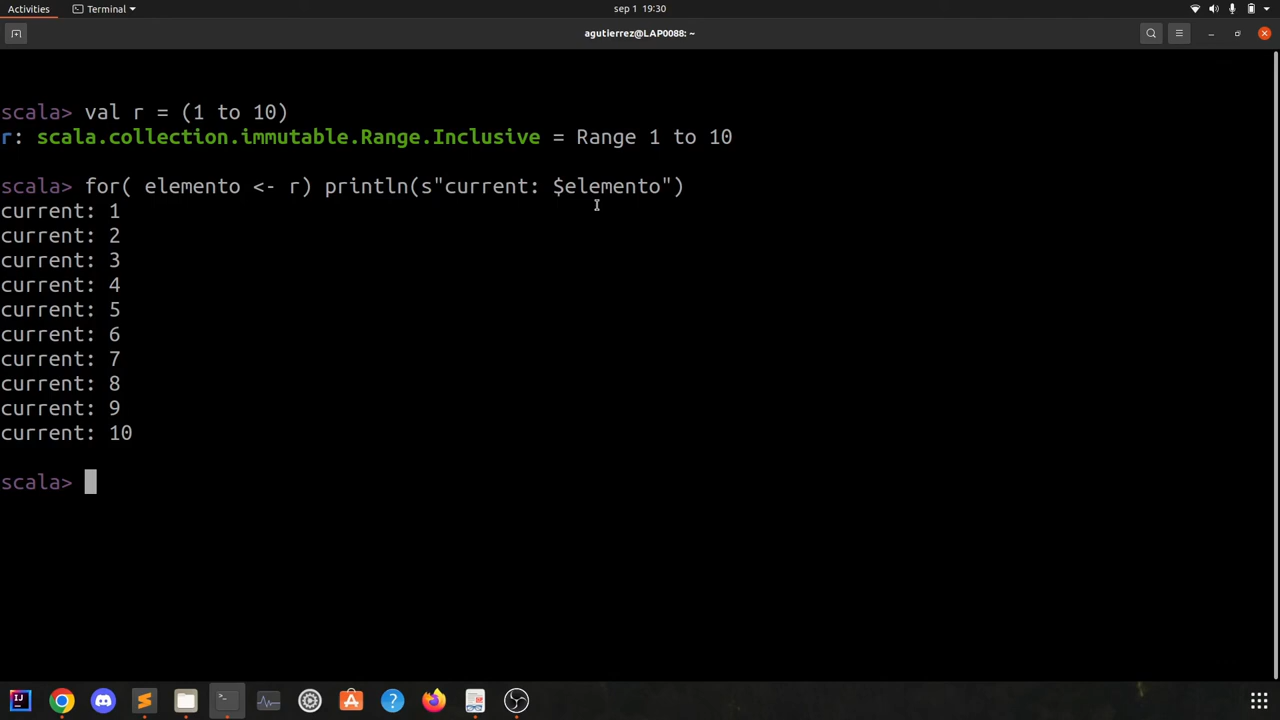 Activities
Terminal
sep 1 19:30
agutierrez@LAP0088: ~
scala> val r = (1 to 10)
r: scala.collection.immutable.Range.Inclusive = Range 1 to 10
scala> for( elemento <- r) println(s"current: $elemento")
current: 1
current: 2
current: 3
current: 4
current: 5
current: 6
current: 7
current: 8
current: 9
current: 10
scala>
IJ